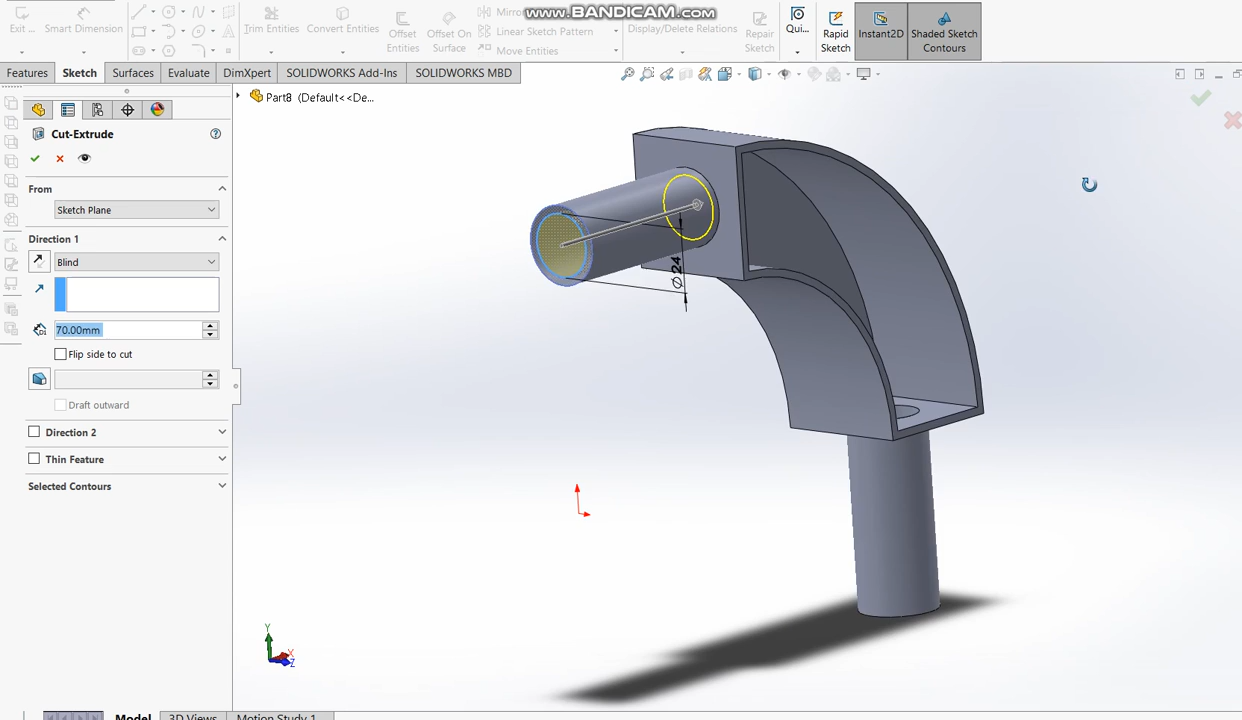 www.BANDICAM.com
Exit ...
Smart Dimension
Trim Entities
Convert Entities
Offset Entities
Offset On Surface
Mirro
Linear Sketch Pattern
Move Entities
Display/Delete Relations
Repair Sketch
Qui...
Rapid Sketch
Instant2D
Shaded Sketch Contours
Features
Sketch
Surfaces
Evaluate
DimXpert
SOLIDWORKS Add-Ins
SOLIDWORKS MBD
Part8 (Default<<De...
Cut-Extrude
From
Sketch Plane
Direction 1
Blind
70.00mm
Flip side to cut
Draft outward
Direction 2
Thin Feature
Selected Contours
Ø24
Y
X
Z
Model
3D Views
Motion Study 1